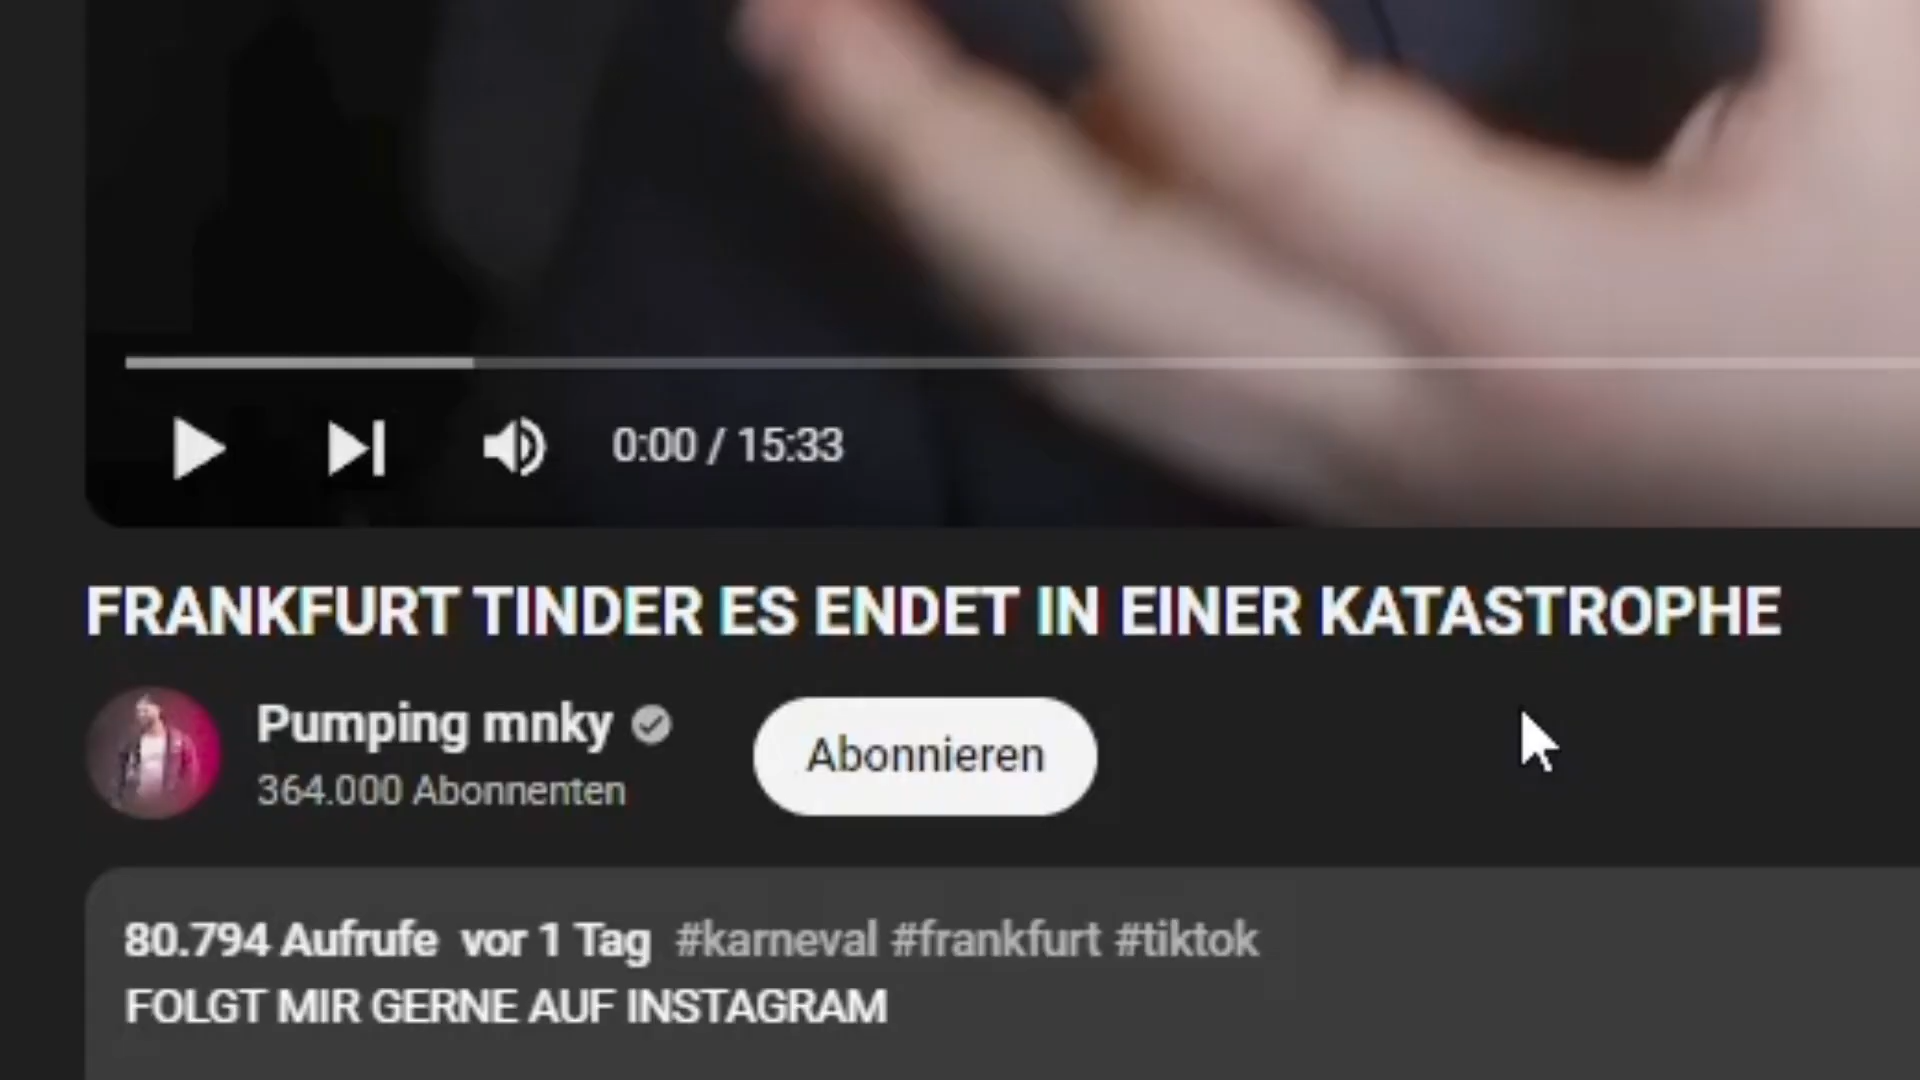 0:00 / 15:33
FRANKFURT TINDER ES ENDET IN EINER KATASTROPHE
Pumping mnky
364.000 Abonnenten
Abonnieren
80.794 Aufrufe vor 1 Tag #karneval #frankfurt #tiktok
FOLGT MIR GERNE AUF INSTAGRAM